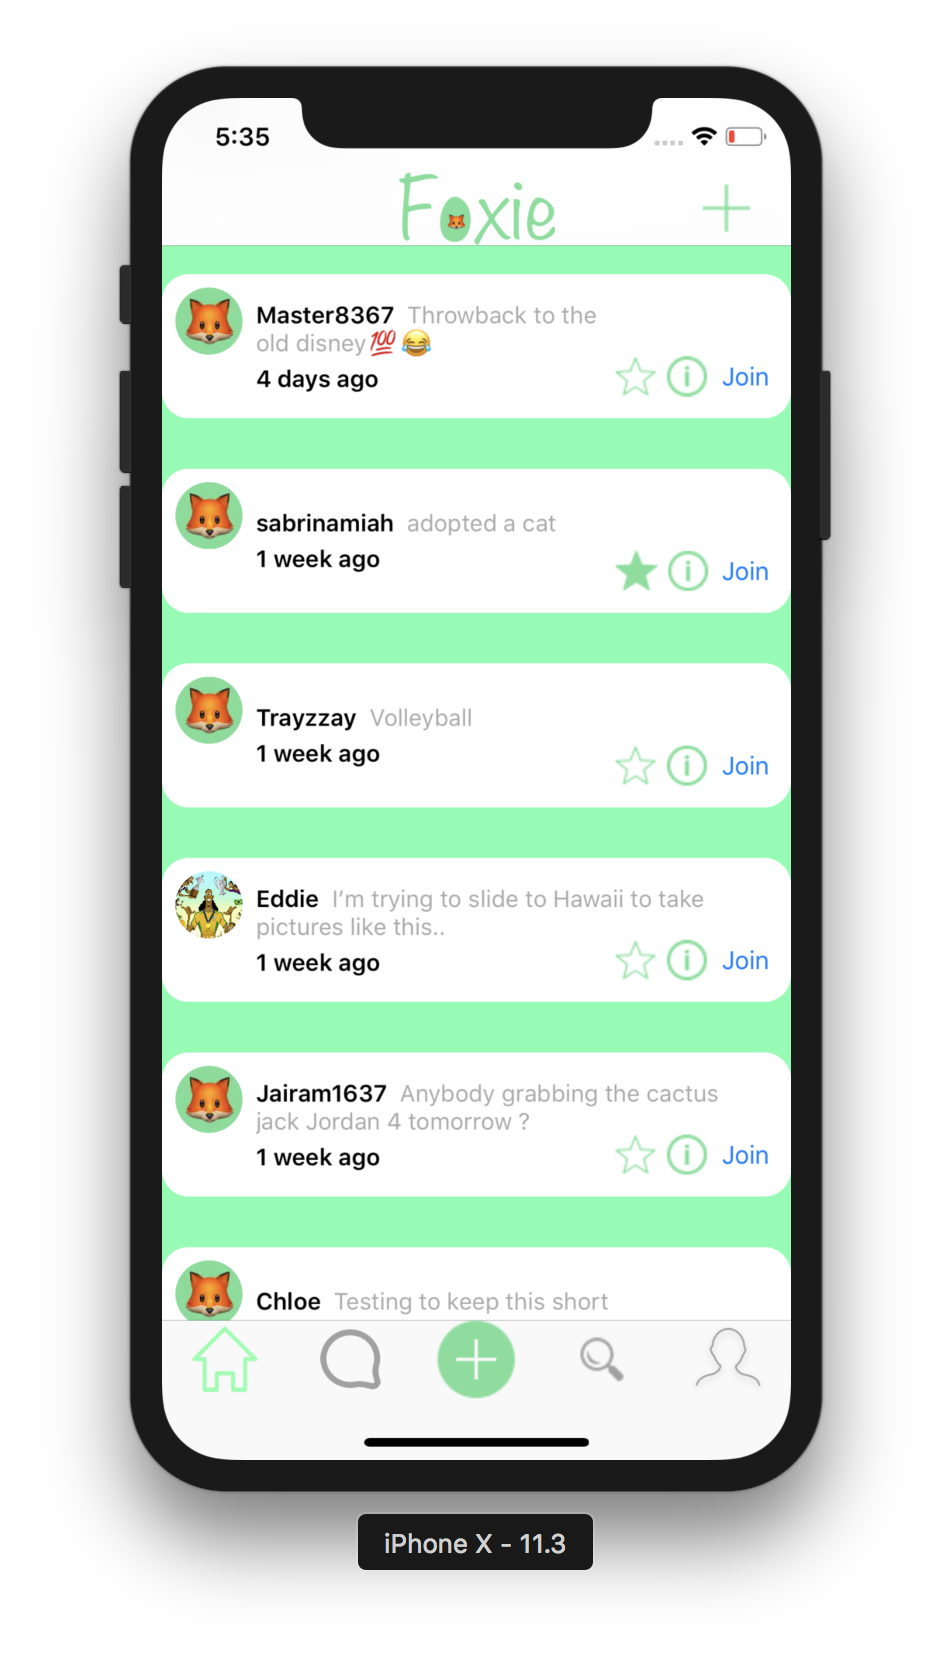 5:35
Foxie
Master8367 Throwback to the
old disney💯 😂
4 days ago
Join
sabrinamiah adopted a cat
1 week ago
Join
Trayzzay Volleyball
1 week ago
Join
Eddie I'm trying to slide to Hawaii to take
pictures like this..
1 week ago
Join
Jairam1637 Anybody grabbing the cactus
jack Jordan 4 tomorrow ?
1 week ago
Join
Chloe Testing to keep this short
iPhone X - 11.3